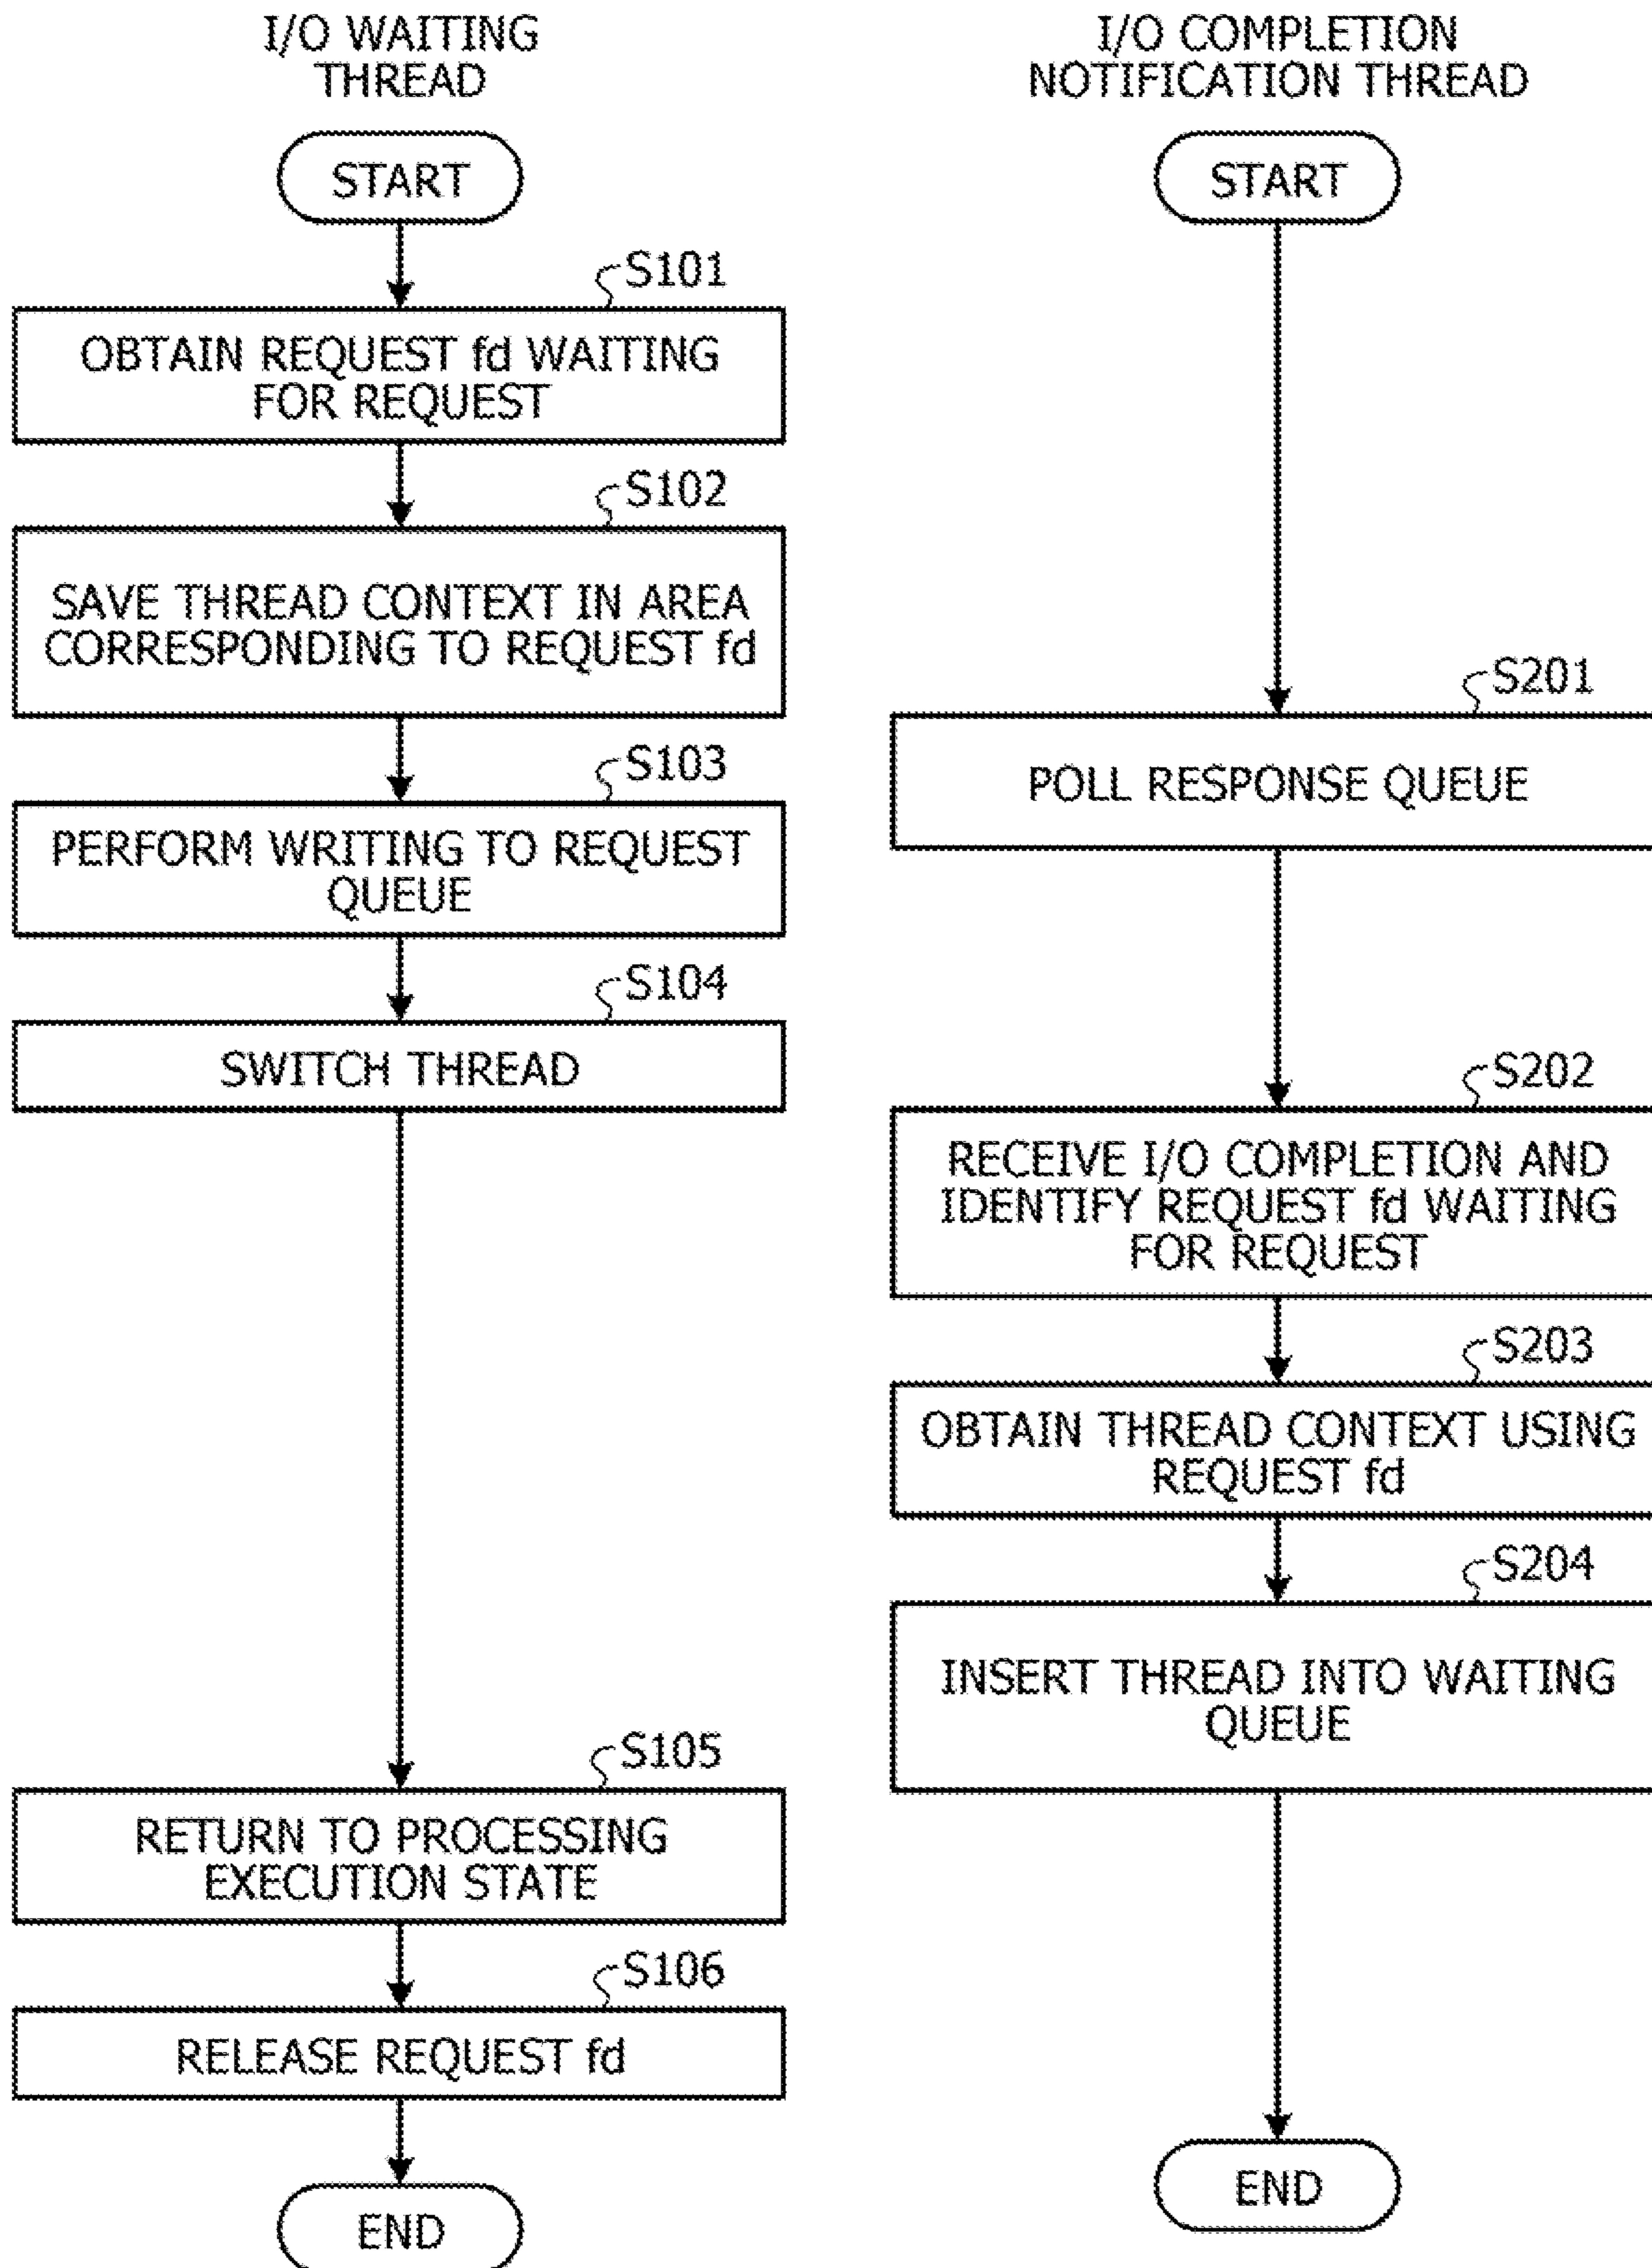 I/O WAITING
THREAD
START
S101
OBTAIN REQUEST fd WAITING
FOR REQUEST
S102
SAVE THREAD CONTEXT IN AREA
CORRESPONDING TO REQUEST fd
S103
PERFORM WRITING TO REQUEST
QUEUE
S104
SWITCH THREAD
S105
RETURN TO PROCESSING
EXECUTION STATE
S106
RELEASE REQUEST fd
END
I/O COMPLETION
NOTIFICATION THREAD
START
S201
POLL RESPONSE QUEUE
S202
RECEIVE I/O COMPLETION AND
IDENTIFY REQUEST fd WAITING
FOR REQUEST
S203
OBTAIN THREAD CONTEXT USING
REQUEST fd
S204
INSERT THREAD INTO WAITING
QUEUE
END